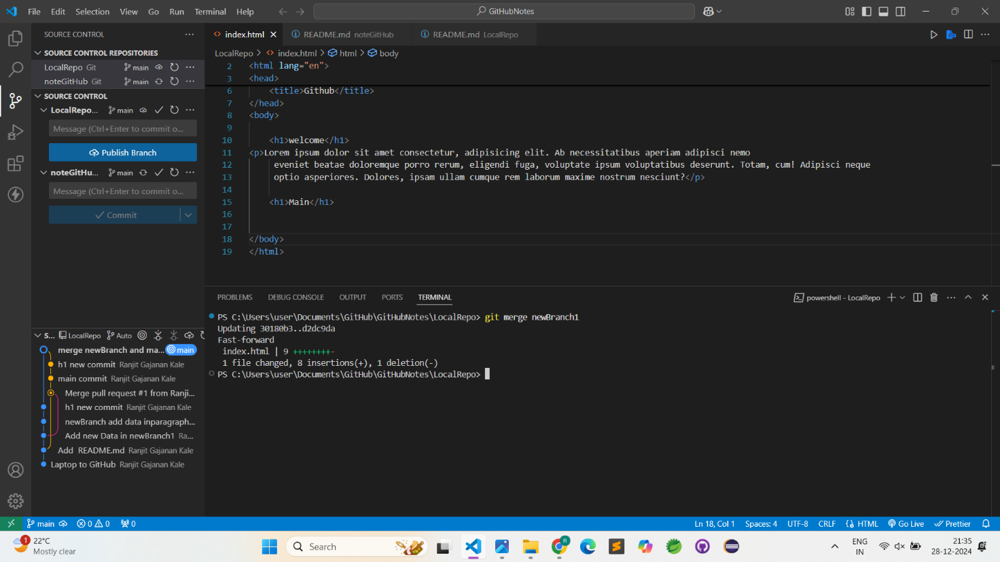 File Edit Selection View Go Run Terminal Help
GitHubNotes
SOURCE CONTROL
SOURCE CONTROL REPOSITORIES
LocalRepo Git main
noteGitHub Git main
SOURCE CONTROL
LocalRepo... main
Message (Ctrl+Enter to commit o...
Publish Branch
noteGitHu... main
Message (Ctrl+Enter to commit o...
Commit
S... LocalRepo Auto
merge newBranch and ma... main
h1 new commit Ranjit Gajanan Kale
main commit Ranjit Gajanan Kale
Merge pull request #1 from Ranji...
h1 new commit Ranjit Gajanan Kale
newBranch add data inparagraph...
Add new Data in newBranch1 Ra...
Add README.md Ranjit Gajanan Kale
Laptop to GitHub Ranjit Gajanan Kale
index.html README.md noteGitHub README.md LocalRepo
LocalRepo > index.html > html > body
2 <html lang="en">
3 <head>
6 <title>Github</title>
7 </head>
8 <body>
9
10 <h1>welcome</h1>
11 <p>Lorem ipsum dolor sit amet consectetur, adipisicing elit. Ab necessitatibus aperiam adipisci nemo
12 eveniet beatae doloremque porro rerum, eligendi fuga, voluptate ipsum voluptatibus deserunt. Totam, cum! Adipisci neque
13 optio asperiores. Dolores, ipsam ullam cumque rem laborum maxime nostrum nesciunt?</p>
14
15 <h1>Main</h1>
16
17
18 </body>
19 </html>
PROBLEMS DEBUG CONSOLE OUTPUT PORTS TERMINAL
powershell - LocalRepo
PS C:\Users\user\Documents\GitHub\GitHubNotes\LocalRepo> git merge newBranch1
Updating 30180b3..d2dc9da
Fast-forward
index.html | 9 ++++++++-
1 file changed, 8 insertions(+), 1 deletion(-)
PS C:\Users\user\Documents\GitHub\GitHubNotes\LocalRepo>
main 0 0 0
Ln 18, Col 1 Spaces: 4 UTF-8 CRLF HTML Go Live Prettier
1
22°C
Mostly clear
Search
R
ENG
IN
21:35
28-12-2024